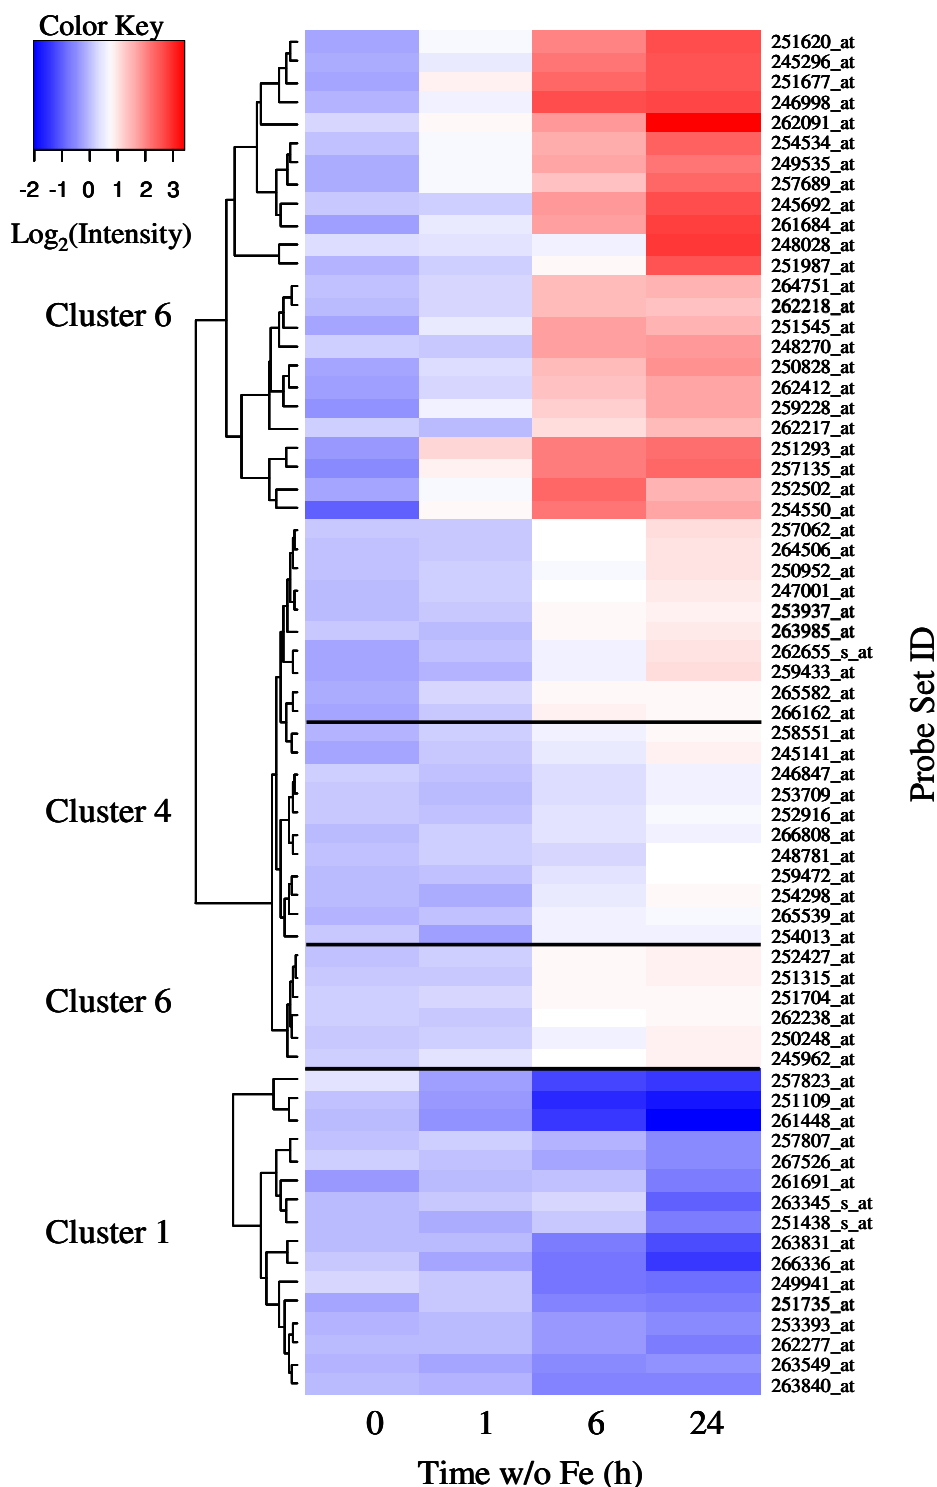 Color Key
-2 -1 0 1 2 3
Log2(Intensity)
Cluster 6
Cluster 4
Cluster 6
Cluster 1
251620_at
245296_at
251677_at
246998_at
262091_at
254534_at
249535_at
257689_at
245692_at
261684_at
248028_at
251987_at
264751_at
262218_at
251545_at
248270_at
250828_at
262412_at
259228_at
262217_at
251293_at
257135_at
252502_at
254550_at
257062_at
264506_at
250952_at
247001_at
253937_at
263985_at
262655_s_at
259433_at
265582_at
266162_at
258551_at
245141_at
246847_at
253709_at
252916_at
266808_at
248781_at
259472_at
254298_at
265539_at
254013_at
252427_at
251315_at
251704_at
262238_at
250248_at
245962_at
257823_at
251109_at
261448_at
257807_at
267526_at
261691_at
263345_s_at
251438_s_at
263831_at
266336_at
249941_at
251735_at
253393_at
262277_at
263549_at
263840_at
Probe Set ID
0 1 6 24
Time w/o Fe (h)